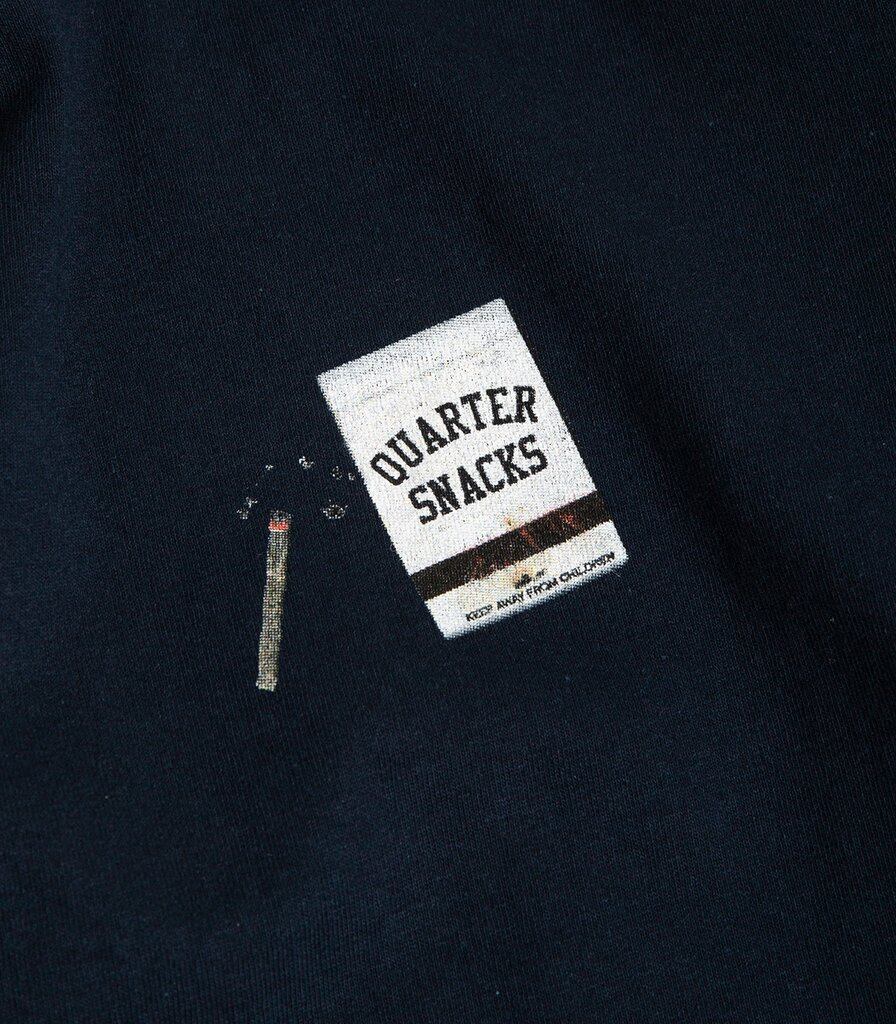 QUARTER
SNACKS
KEEP AWAY FROM CHILDREN